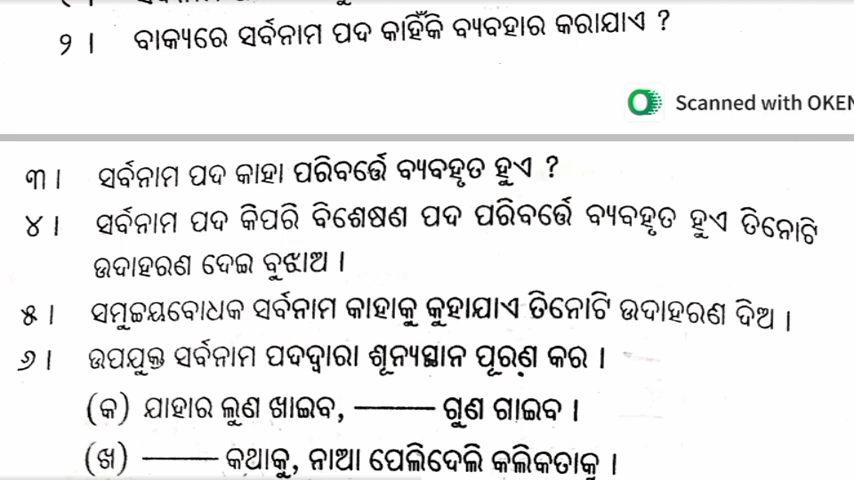 ୨ । ବାକ୍ୟରେ ସର୍ବନାମ ପଦ କାହିଁକି ବ୍ୟବହାର କରାଯାଏ ?
Scanned with OKEN
୩ । ସର୍ବନାମ ପଦ କାହା ପରିବର୍ତ୍ତେ ବ୍ୟବହୃତ ହୁଏ ?
୪ । ସର୍ବନାମ ପଦ କିପରି ବିଶେଷଣ ପଦ ପରିବର୍ତ୍ତେ ବ୍ୟବହୃତ ହୁଏ ତିନୋଟି
ଉଦାହରଣ ଦେଇ ବୁଝାଅ ।
୫ । ସମୁଚ୍ଚୟବୋଧକ ସର୍ବନାମ କାହାକୁ କୁହାଯାଏ ତିନୋଟି ଉଦାହରଣ ଦିଅ ।
୬ । ଉପଯୁକ୍ତ ସର୍ବନାମ ପଦଦ୍ୱାରା ଶୂନ୍ୟସ୍ଥାନ ପୂରଣ କର ।
(କ) ଯାହାର ଲୁଣ ଖାଇବ, ——— ଗୁଣ ଗାଇବ ।
(ଖ) ——— କଥାକୁ, ନାଆ ପେଲିଦେଲି କଲିକତାକୁ ।